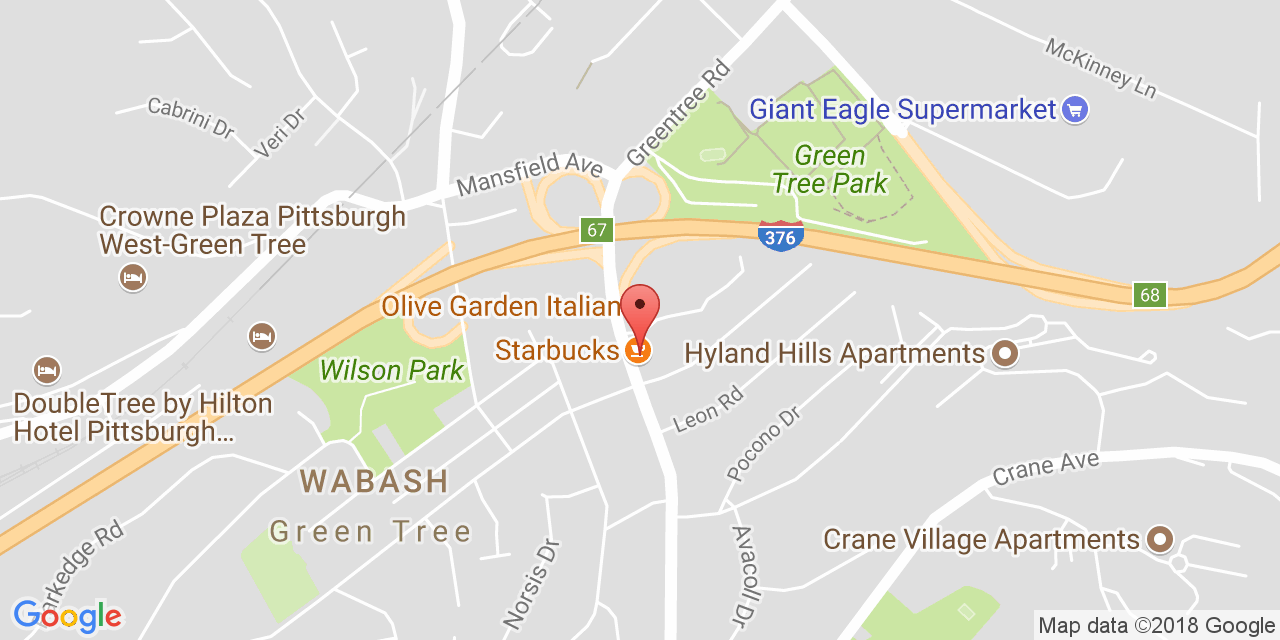 McKinney Ln
Greentree Rd
Giant Eagle Supermarket
Cabrini Dr
Veri Dr
Mansfield Ave
Green
Tree Park
Crowne Plaza Pittsburgh
West-Green Tree
67
376
68
Olive Garden Italian
Starbucks
Hyland Hills Apartments
Wilson Park
DoubleTree by Hilton
Hotel Pittsburgh...
Leon Rd
Pocono Dr
WABASH
Green Tree
Crane Ave
Crane Village Apartments
arkedge Rd
Norsis Dr
Avacoll Dr
Google
Map data ©2018 Google